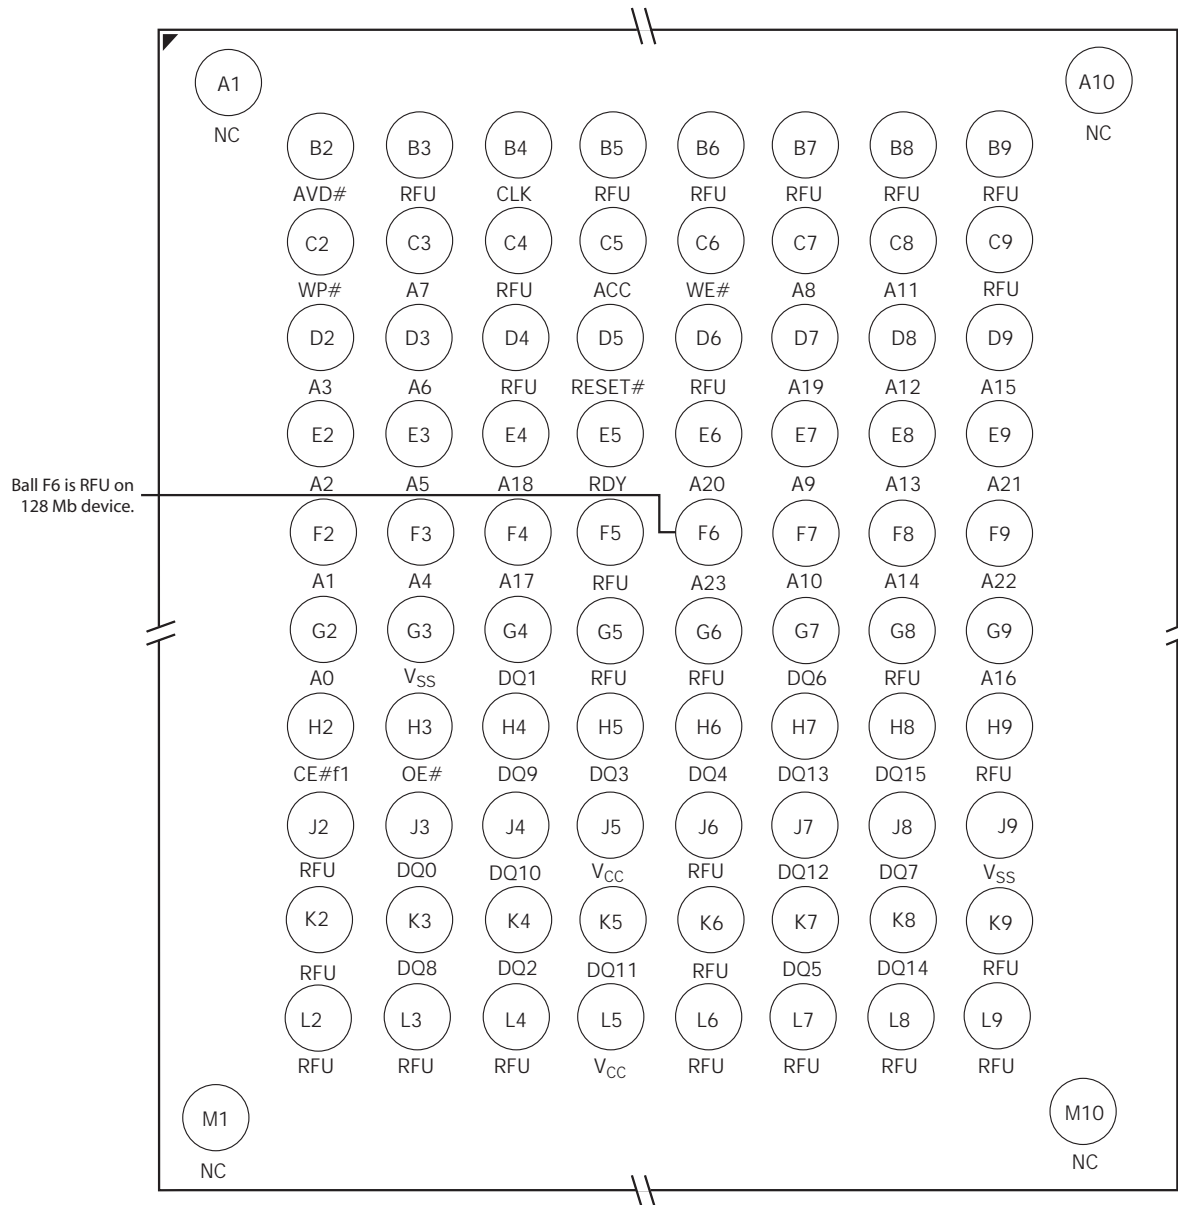 A1 A10
NC NC
B2 B3 B4 B5 B6 B7 B8 B9
AVD# RFU CLK RFU RFU RFU RFU RFU
C2 C3 C4 C5 C6 C7 C8 C9
WP# A7 RFU ACC WE# A8 A11 RFU
D2 D3 D4 D5 D6 D7 D8 D9
A3 A6 RFU RESET# RFU A19 A12 A15
E2 E3 E4 E5 E6 E7 E8 E9
A2 A5 A18 RDY A20 A9 A13 A21
Ball F6 is RFU on
128 Mb device.
F2 F3 F4 F5 F6 F7 F8 F9
A1 A4 A17 RFU A23 A10 A14 A22
G2 G3 G4 G5 G6 G7 G8 G9
A0 VSS DQ1 RFU RFU DQ6 RFU A16
H2 H3 H4 H5 H6 H7 H8 H9
CE#f1 OE# DQ9 DQ3 DQ4 DQ13 DQ15 RFU
J2 J3 J4 J5 J6 J7 J8 J9
RFU DQ0 DQ10 VCC RFU DQ12 DQ7 VSS
K2 K3 K4 K5 K6 K7 K8 K9
RFU DQ8 DQ2 DQ11 RFU DQ5 DQ14 RFU
L2 L3 L4 L5 L6 L7 L8 L9
RFU RFU RFU VCC RFU RFU RFU RFU
M1 M10
NC NC